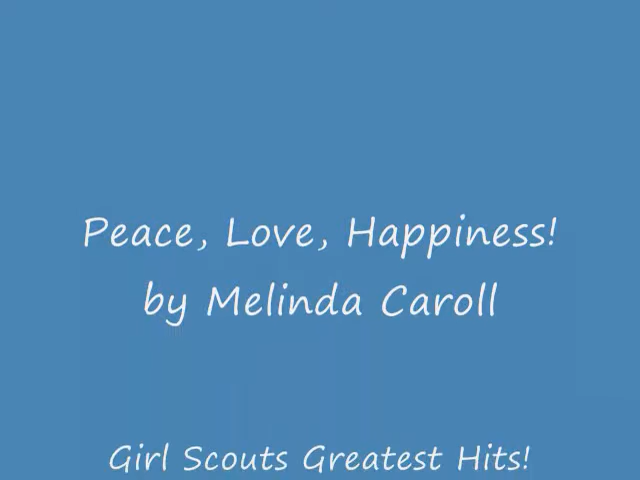 Peace, Love, Happiness!
by Melinda Caroll
Girl Scouts Greatest Hits!